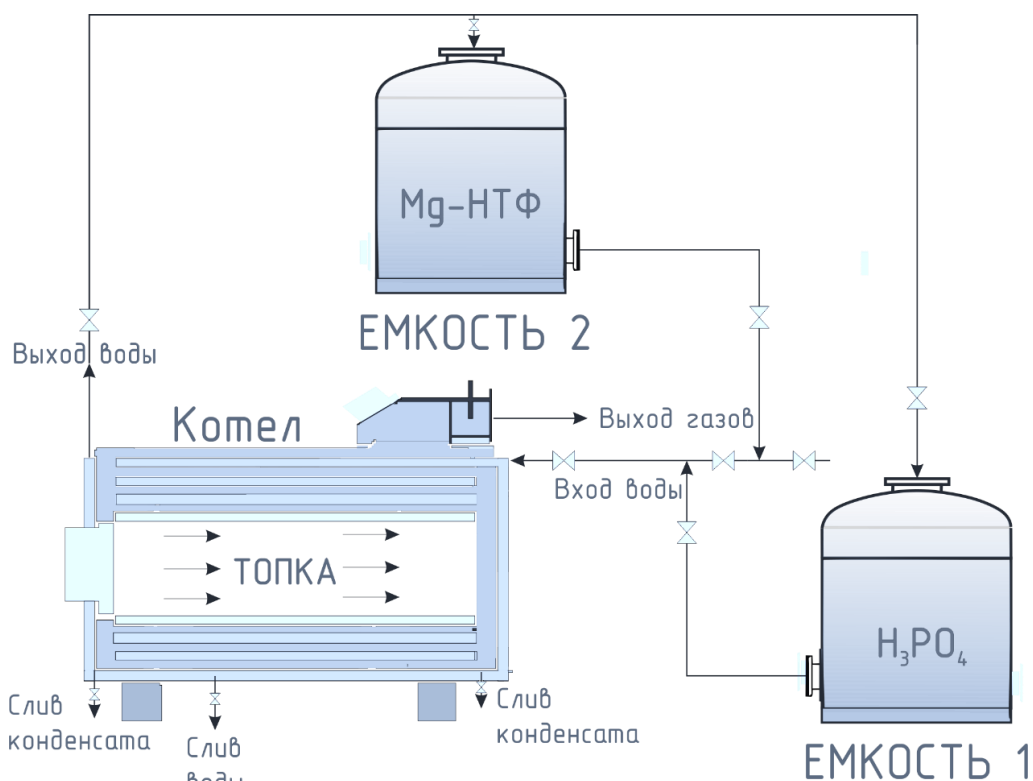 Mg-НТФ
ЕМКОСТЬ 2
Выход воды
Котел
Выход газов
Вход воды
ТОПКА
H₃PO₄
Слив
конденсата
Слив
воды
Слив
конденсата
ЕМКОСТЬ 1